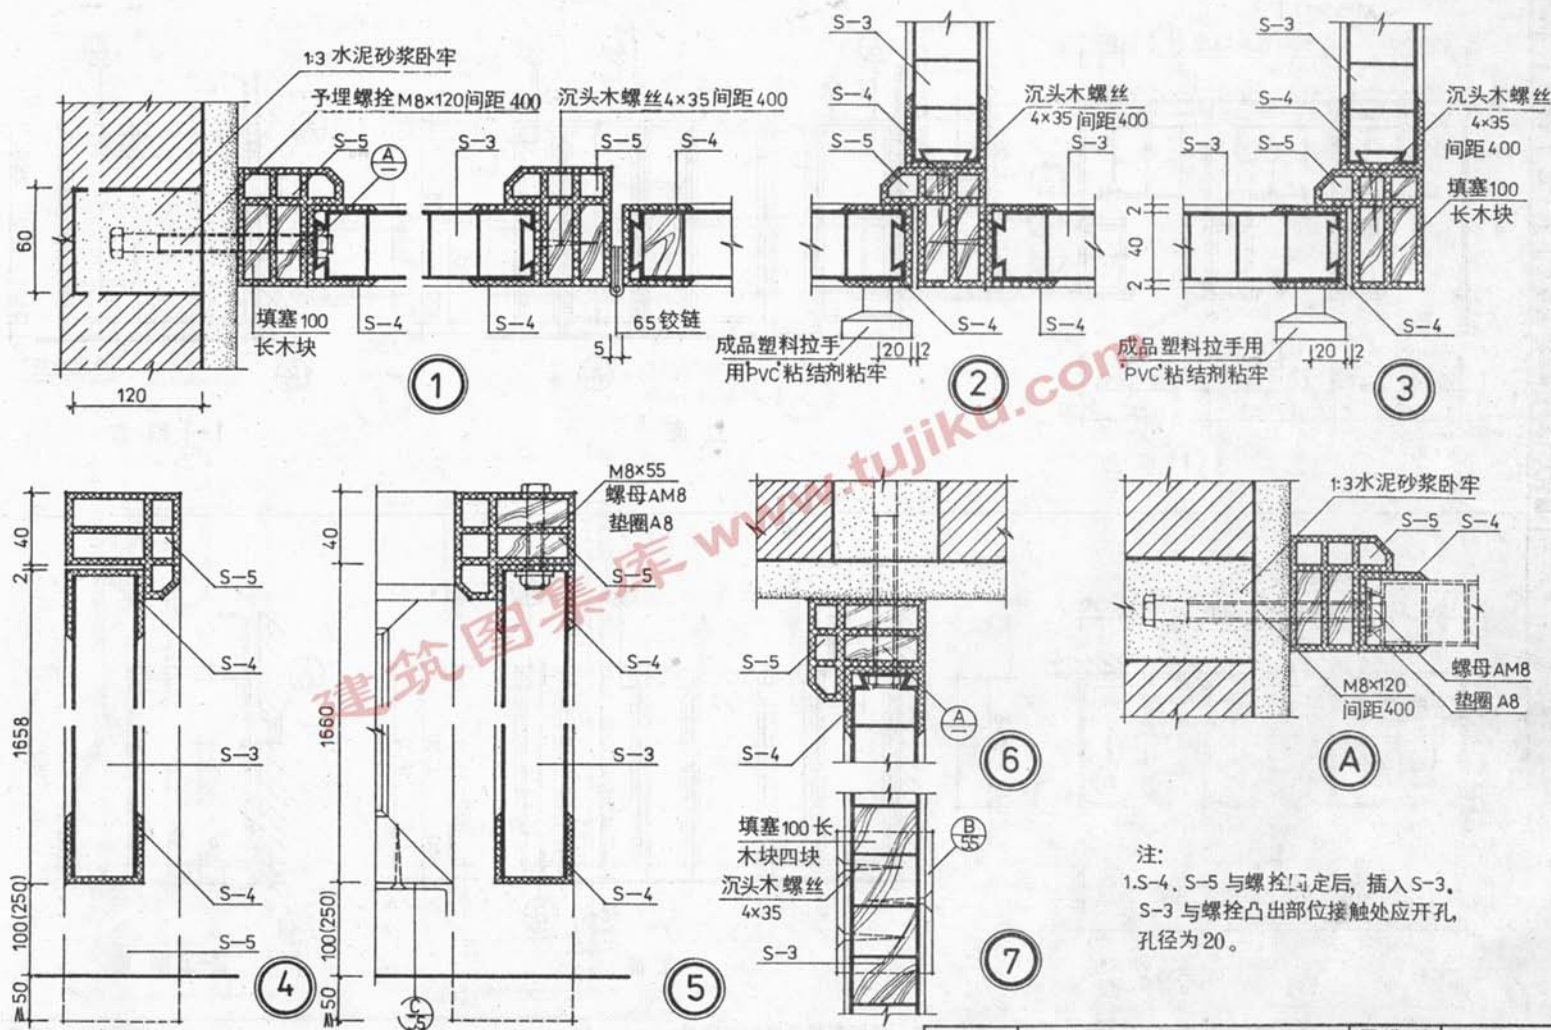 1:3 水泥砂浆卧牢
予埋螺拴 M8×120间距 400
沉头木螺丝4×35间距400
S-5
A
S-3
S-5
S-4
60
填塞100
长木块
S-4
S-4
65铰链
5
120
1
S-3
S-4
沉头木螺丝
4×35 间距400
S-5
S-3
成品塑料拉手
用PVC粘结剂粘牢
20
2
S-4
S-4
2
S-3
S-4
沉头木螺丝
4×35
间距400
S-3
S-5
填塞100
长木块
2
40
2
成品塑料拉手用
PVC粘结剂粘牢
20
2
S-4
3
40
2
1658
100(250)
≧50
S-5
S-4
S-3
S-4
S-5
4
M8×55
螺母AM8
垫圈A8
40
1660
100(250)
≧50
S-5
S-4
S-3
S-4
C
5
S-5
S-4
A
6
填塞100长
木块四块
沉头木螺丝
4×35
S-3
B
55
7
1:3水泥砂浆卧牢
S-5
S-4
螺母AM8
垫圈A8
M8×120
间距400
A
注:
1.S-4、S-5与螺拴固定后, 插入S-3。
S-3与螺拴凸出部位接触处应开孔,
孔径为20。
建筑图集库 www.tujiku.com